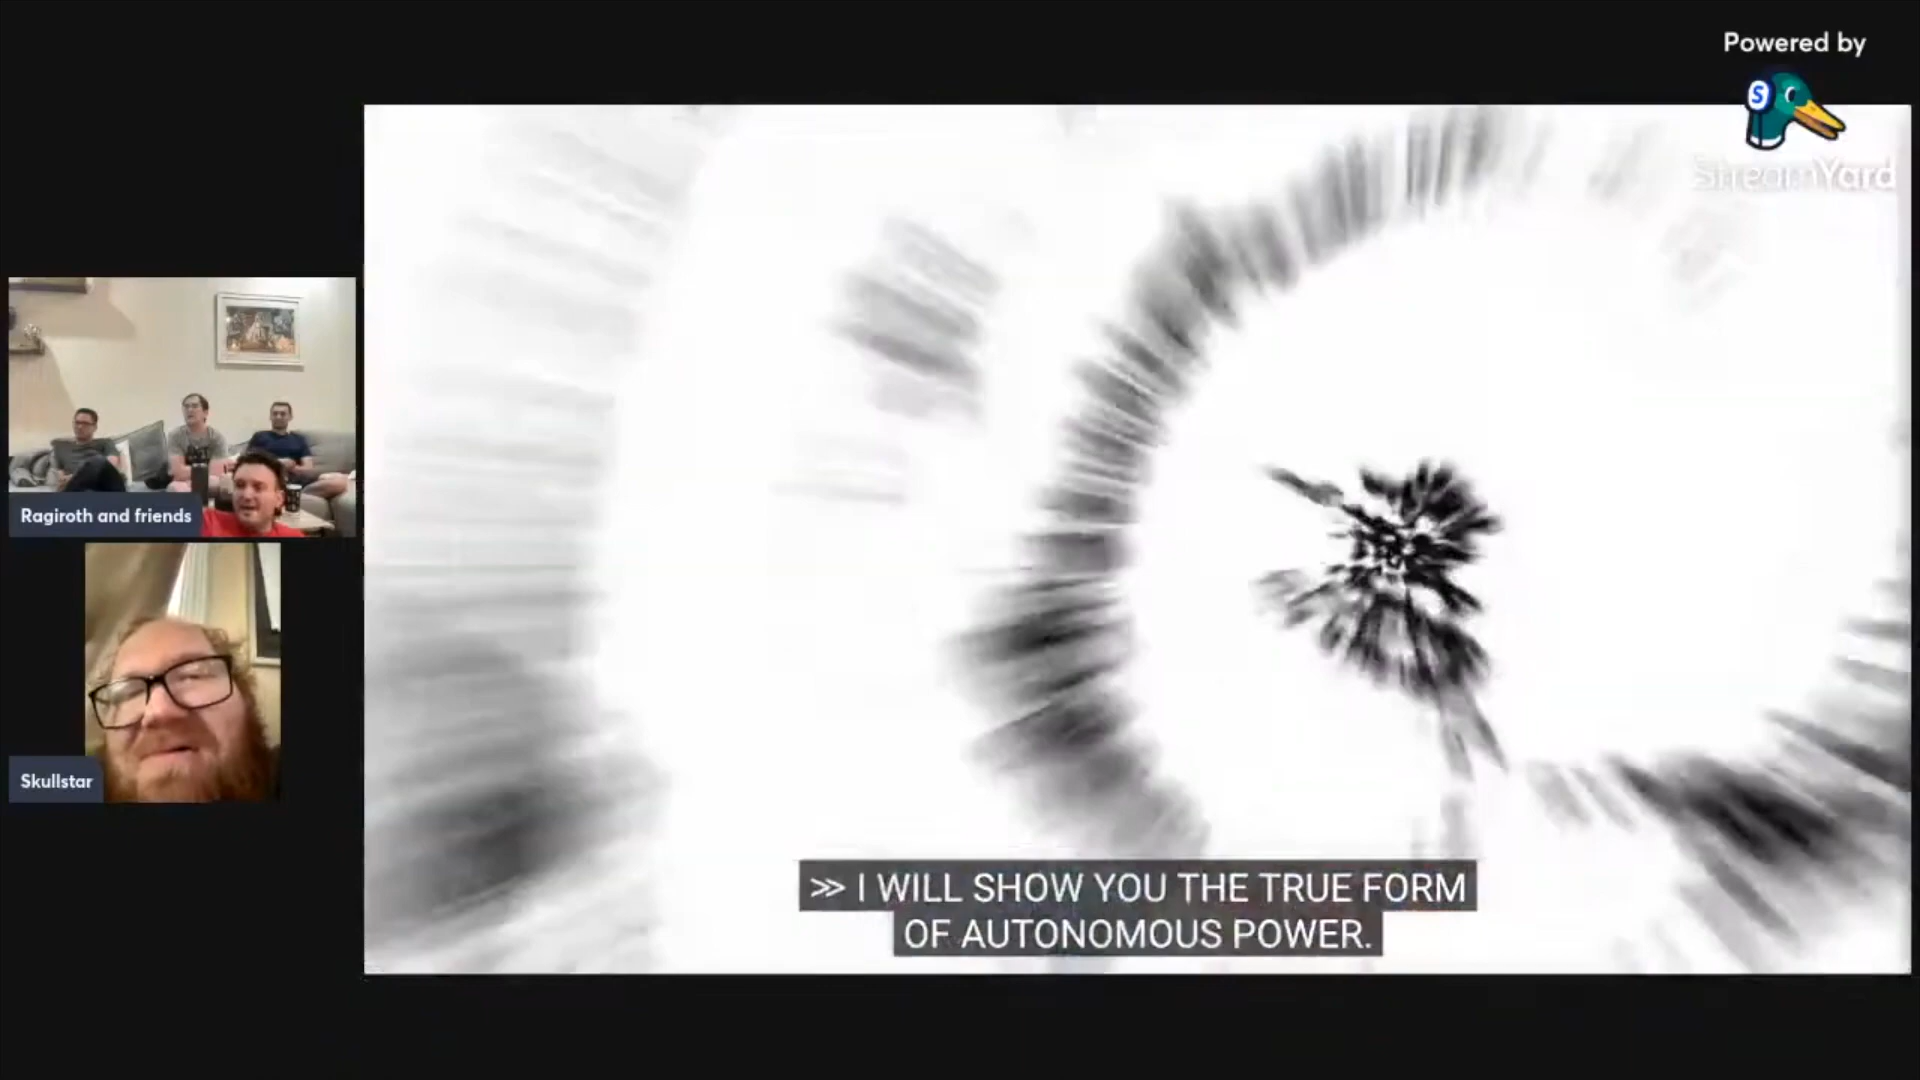 Powered by
S
StreamYard
Ragiroth and friends
Skullstar
>> I WILL SHOW YOU THE TRUE FORM
OF AUTONOMOUS POWER.